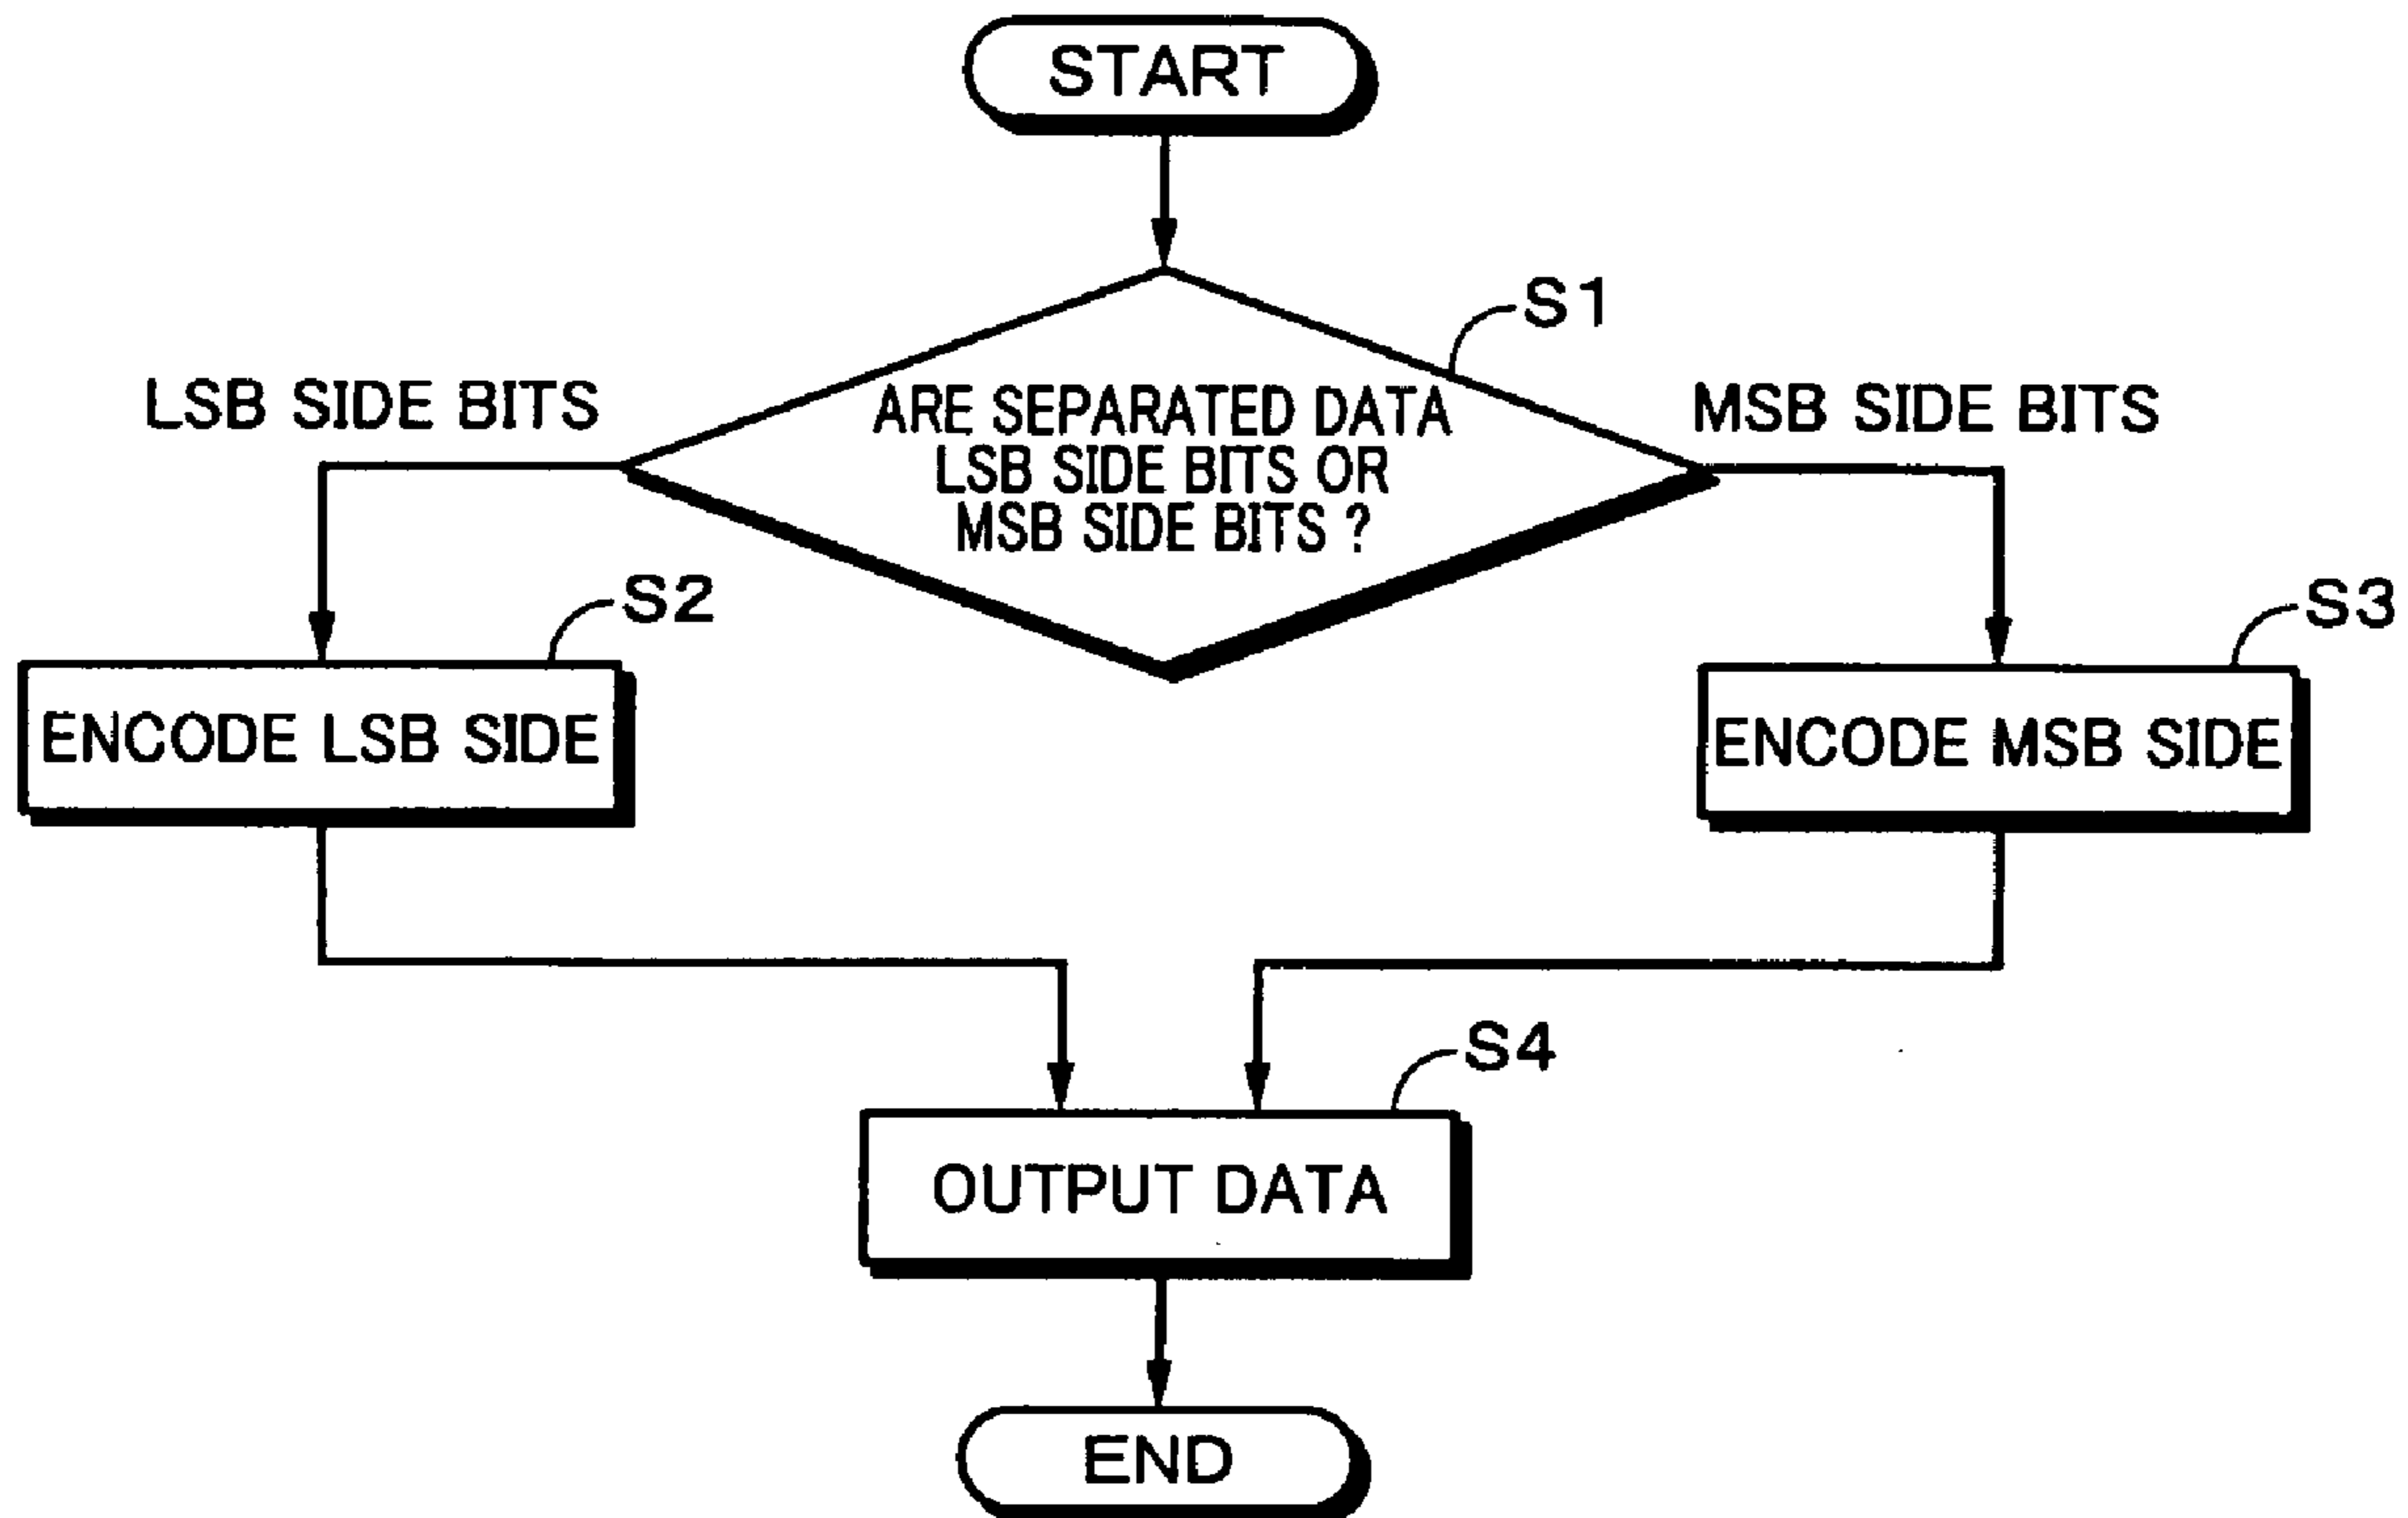 START
S1
LSB SIDE BITS
ARE SEPARATED DATA
LSB SIDE BITS OR
MSB SIDE BITS ?
MSB SIDE BITS
S2
S3
ENCODE LSB SIDE
ENCODE MSB SIDE
S4
OUTPUT DATA
END